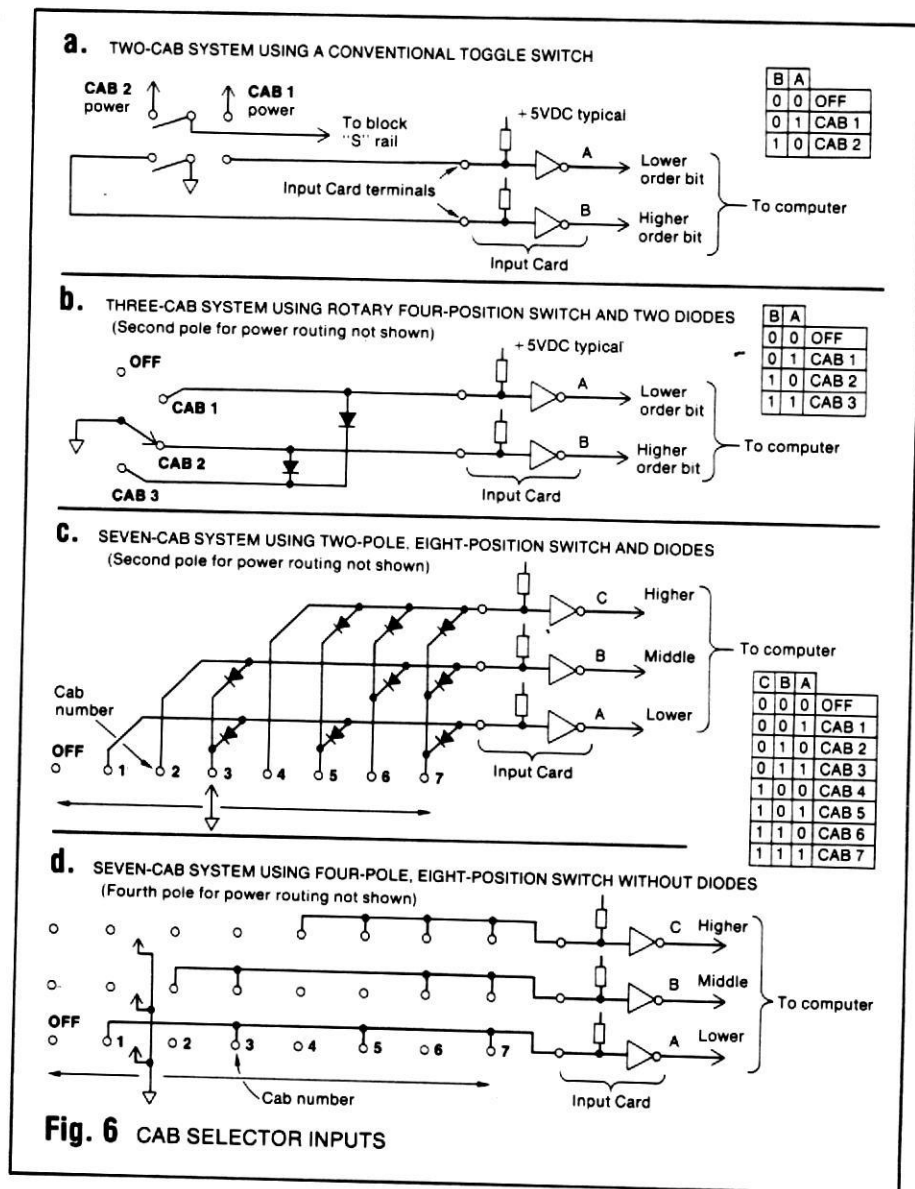 a. TWO-CAB SYSTEM USING A CONVENTIONAL TOGGLE SWITCH
CAB 2
power
CAB 1
power
To block
"S" rail
Input Card terminals
+ 5VDC typical
A
Lower
order bit
B
Higher
order bit
To computer
Input Card
B A
0 0 OFF
0 1 CAB 1
1 0 CAB 2
b. THREE-CAB SYSTEM USING ROTARY FOUR-POSITION SWITCH AND TWO DIODES
(Second pole for power routing not shown)
OFF
CAB 1
CAB 2
CAB 3
+ 5VDC typical
A
Lower
order bit
B
Higher
order bit
To computer
Input Card
B A
0 0 OFF
0 1 CAB 1
1 0 CAB 2
1 1 CAB 3
c. SEVEN-CAB SYSTEM USING TWO-POLE, EIGHT-POSITION SWITCH AND DIODES
(Second pole for power routing not shown)
C Higher
B Middle
A Lower
To computer
Cab
number
OFF
1 2 3 4 5 6 7
Input Card
C B A
0 0 0 OFF
0 0 1 CAB 1
0 1 0 CAB 2
0 1 1 CAB 3
1 0 0 CAB 4
1 0 1 CAB 5
1 1 0 CAB 6
1 1 1 CAB 7
d. SEVEN-CAB SYSTEM USING FOUR-POLE, EIGHT-POSITION SWITCH WITHOUT DIODES
(Fourth pole for power routing not shown)
C Higher
B Middle
A Lower
To computer
OFF
1 2 3 4 5 6 7
Cab number
Input Card
Fig. 6 CAB SELECTOR INPUTS